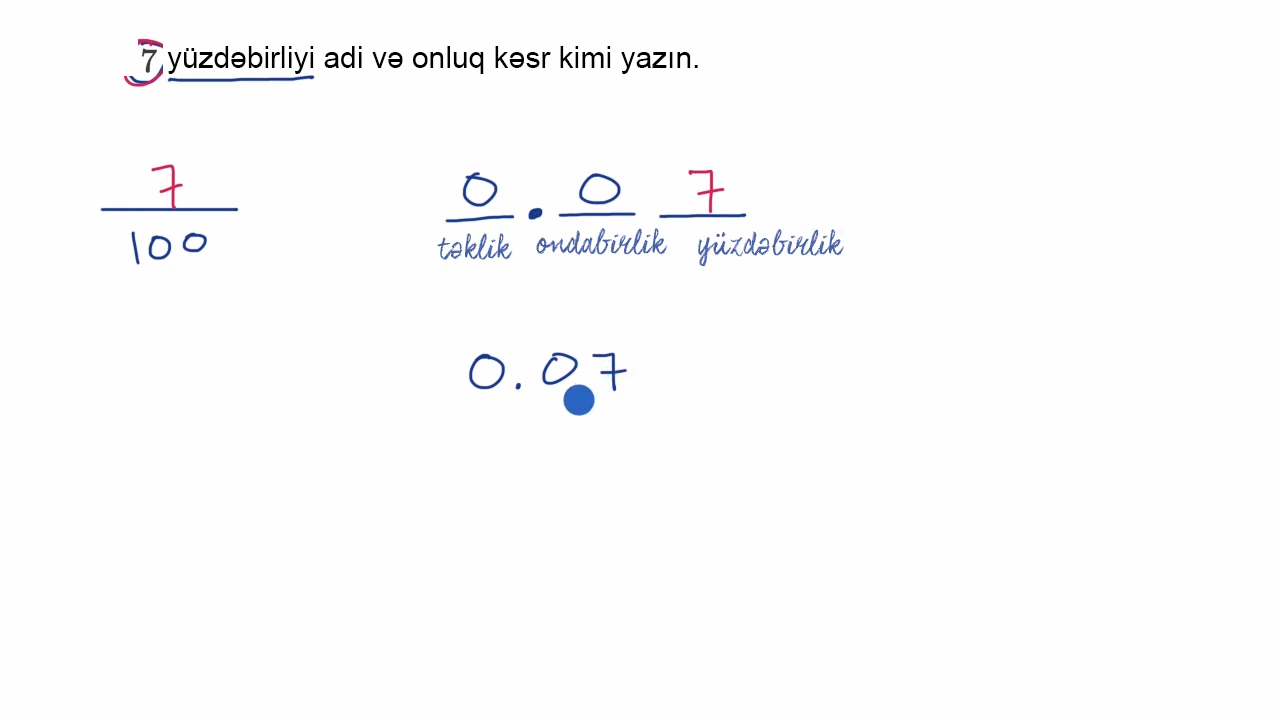 7 yüzdəbirliyi adi və onluq kəsr kimi yazın.
7
100
0 . 0 7
təklik ondabirlik yüzdəbirlik
0.07